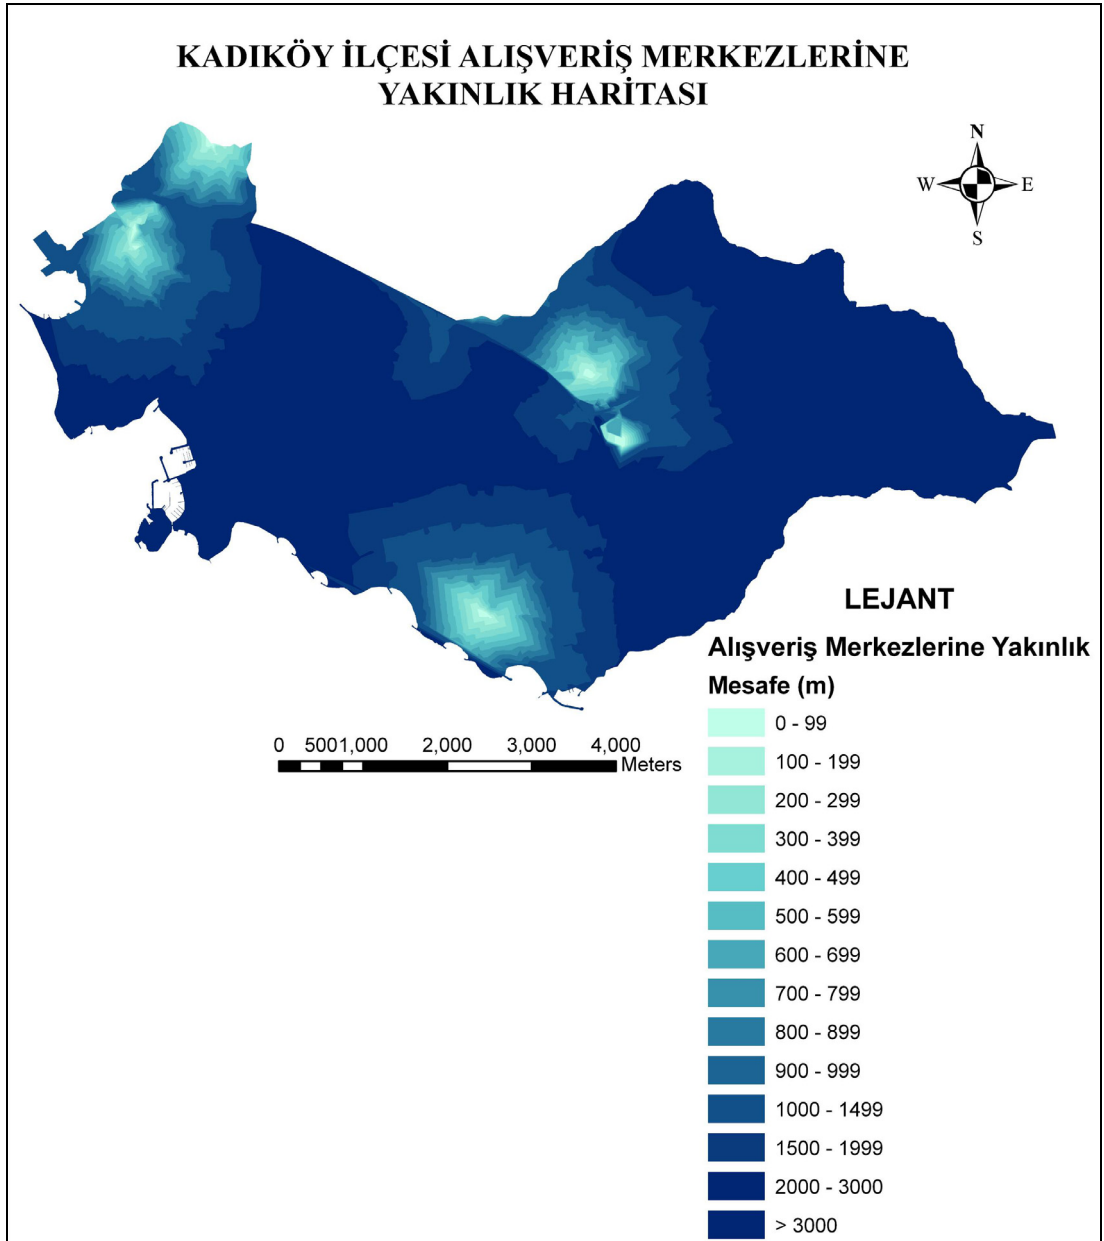 KADIKÖY İLÇESİ ALIŞVERİŞ MERKEZLERİNE
YAKINLIK HARİTASI
N
W E
S
LEJANT
Alışveriş Merkezlerine Yakınlık
Mesafe (m)
0 - 99
100 - 199
200 - 299
300 - 399
400 - 499
500 - 599
600 - 699
700 - 799
800 - 899
900 - 999
1000 - 1499
1500 - 1999
2000 - 3000
> 3000
0 500 1,000 2,000 3,000 4,000
Meters